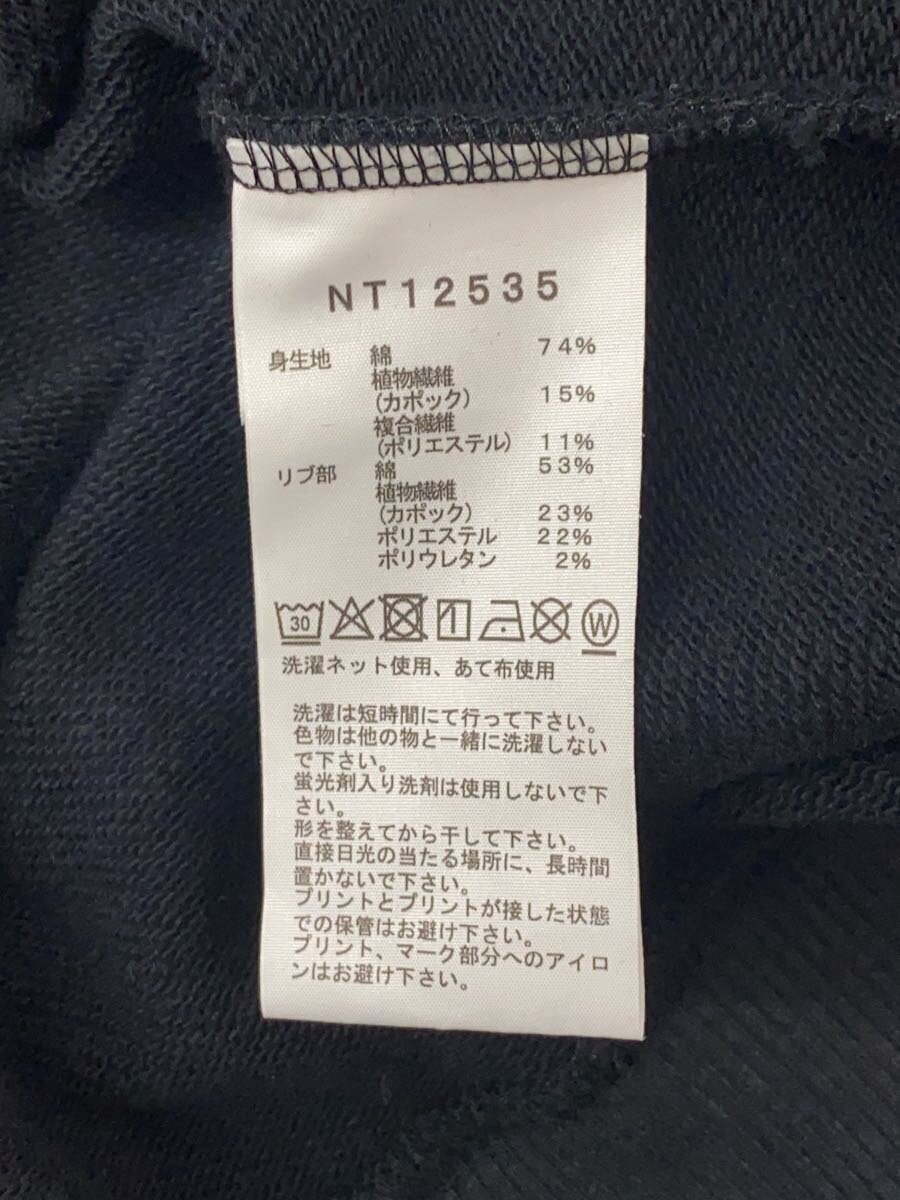 NT12535
身生地 綿 74%
植物繊維
(カポック) 15%
複合繊維
(ポリエステル) 11%
リブ部 綿 53%
植物繊維
(カポック) 23%
ポリエステル 22%
ポリウレタン 2%
30 W
洗濯ネット使用、あて布使用
洗濯は短時間にて行って下さい。
色物は他の物と一緒に洗濯しない
で下さい。
蛍光剤入り洗剤は使用しないで下
さい。
形を整えてから干して下さい。
直接日光の当たる場所に、長時間
置かないで下さい。
プリントとプリントが接した状態
での保管はお避け下さい。
プリント、マーク部分へのアイロ
ンはお避け下さい。